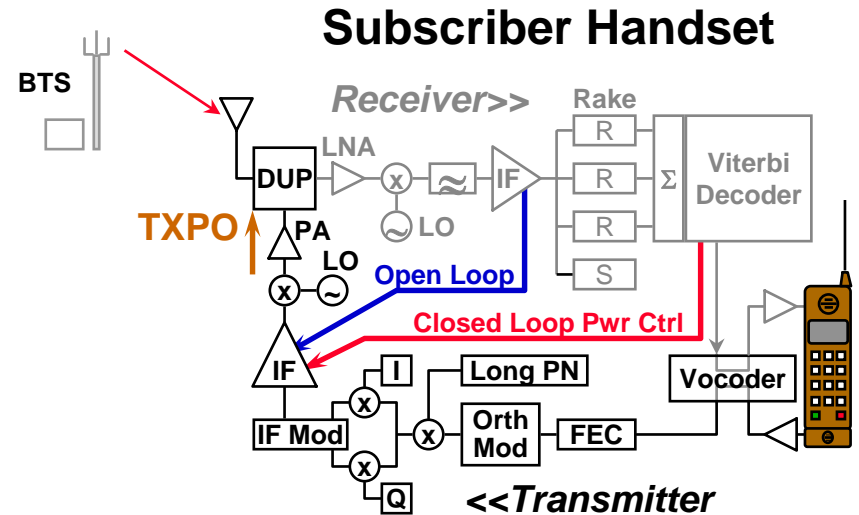 Subscriber Handset
BTS
Receiver>>
Rake
R
LNA
DUP
x
IF
R
Σ
Viterbi
Decoder
LO
R
TXPO
PA
LO
x
~
S
Open Loop
Closed Loop Pwr Ctrl
IF
I
Long PN
Vocoder
x
IF Mod
x
Orth
Mod
FEC
x
Q
<<Transmitter